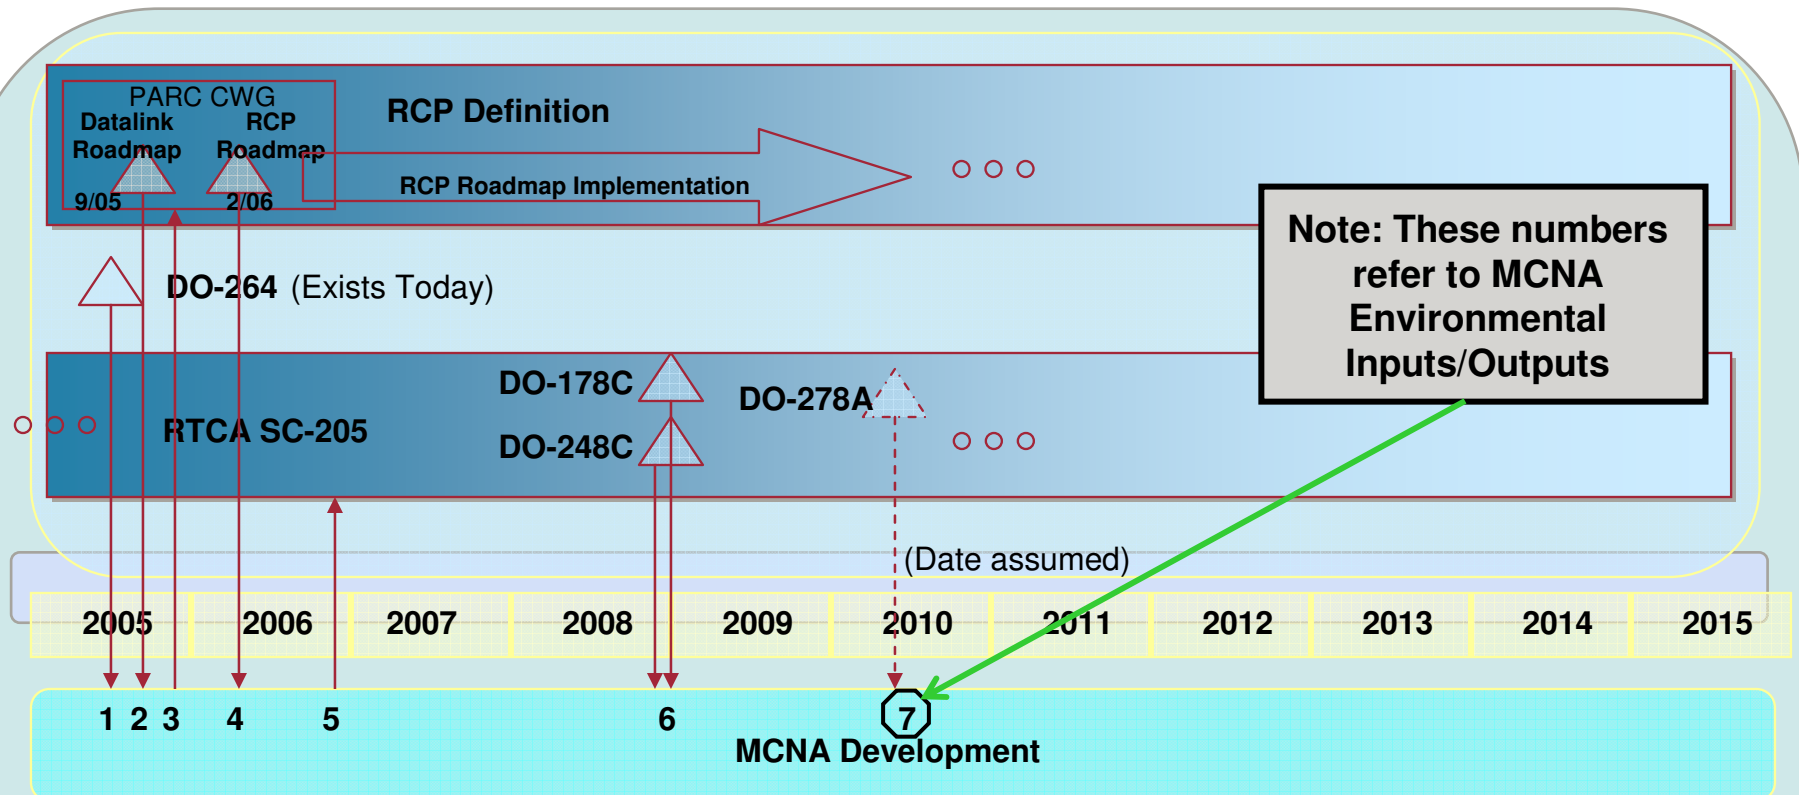 PARC CWG
Datalink
Roadmap
RCP
Roadmap
9/05
2/06
RCP Definition
RCP Roadmap Implementation
Note: These numbers
refer to MCNA
Environmental
Inputs/Outputs
DO-264 (Exists Today)
RTCA SC-205
DO-178C
DO-248C
DO-278A
(Date assumed)
2005 2006 2007 2008 2009 2010 2011 2012 2013 2014 2015
1 2 3 4 5 6 7
MCNA Development